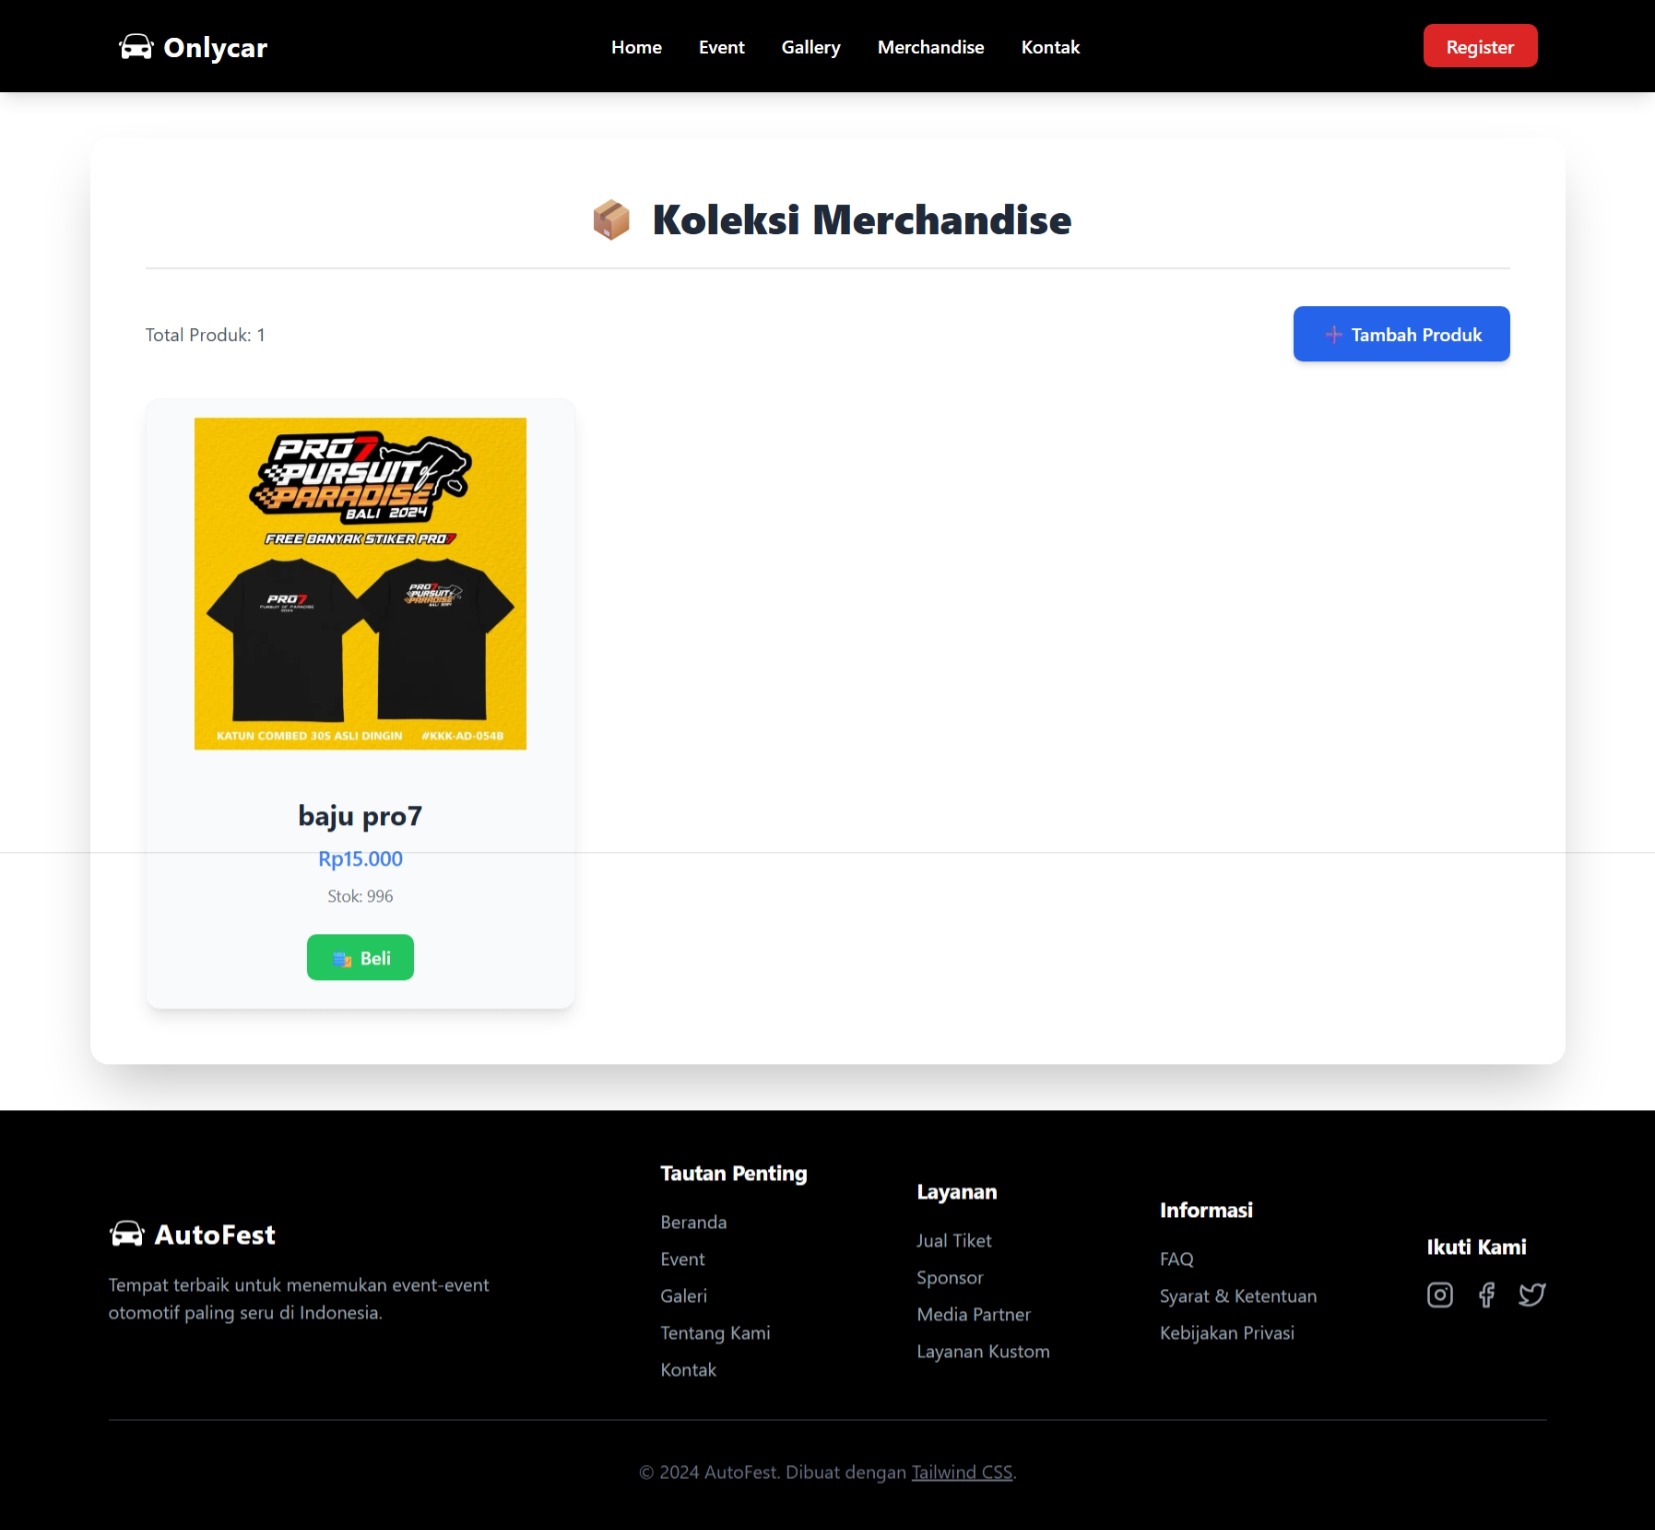 Onlycar
Home Event Gallery Merchandise Kontak
Register
Koleksi Merchandise
Total Produk: 1
Tambah Produk
PRO7
PURSUIT of
PARADISE
BALI 2024
FREE BANYAK STIKER PRO7
PRO7
PURSUIT OF PARADISE
PRO7
PURSUIT
PARADISE
BALI 2024
KATUN COMBED 30S ASLI DINGIN #KKK-AD-054B
baju pro7
Rp15.000
Stok: 996
Beli
AutoFest
Tempat terbaik untuk menemukan event-event
otomotif paling seru di Indonesia.
Tautan Penting
Beranda
Event
Galeri
Tentang Kami
Kontak
Layanan
Jual Tiket
Sponsor
Media Partner
Layanan Kustom
Informasi
FAQ
Syarat & Ketentuan
Kebijakan Privasi
Ikuti Kami
© 2024 AutoFest. Dibuat dengan Tailwind CSS.